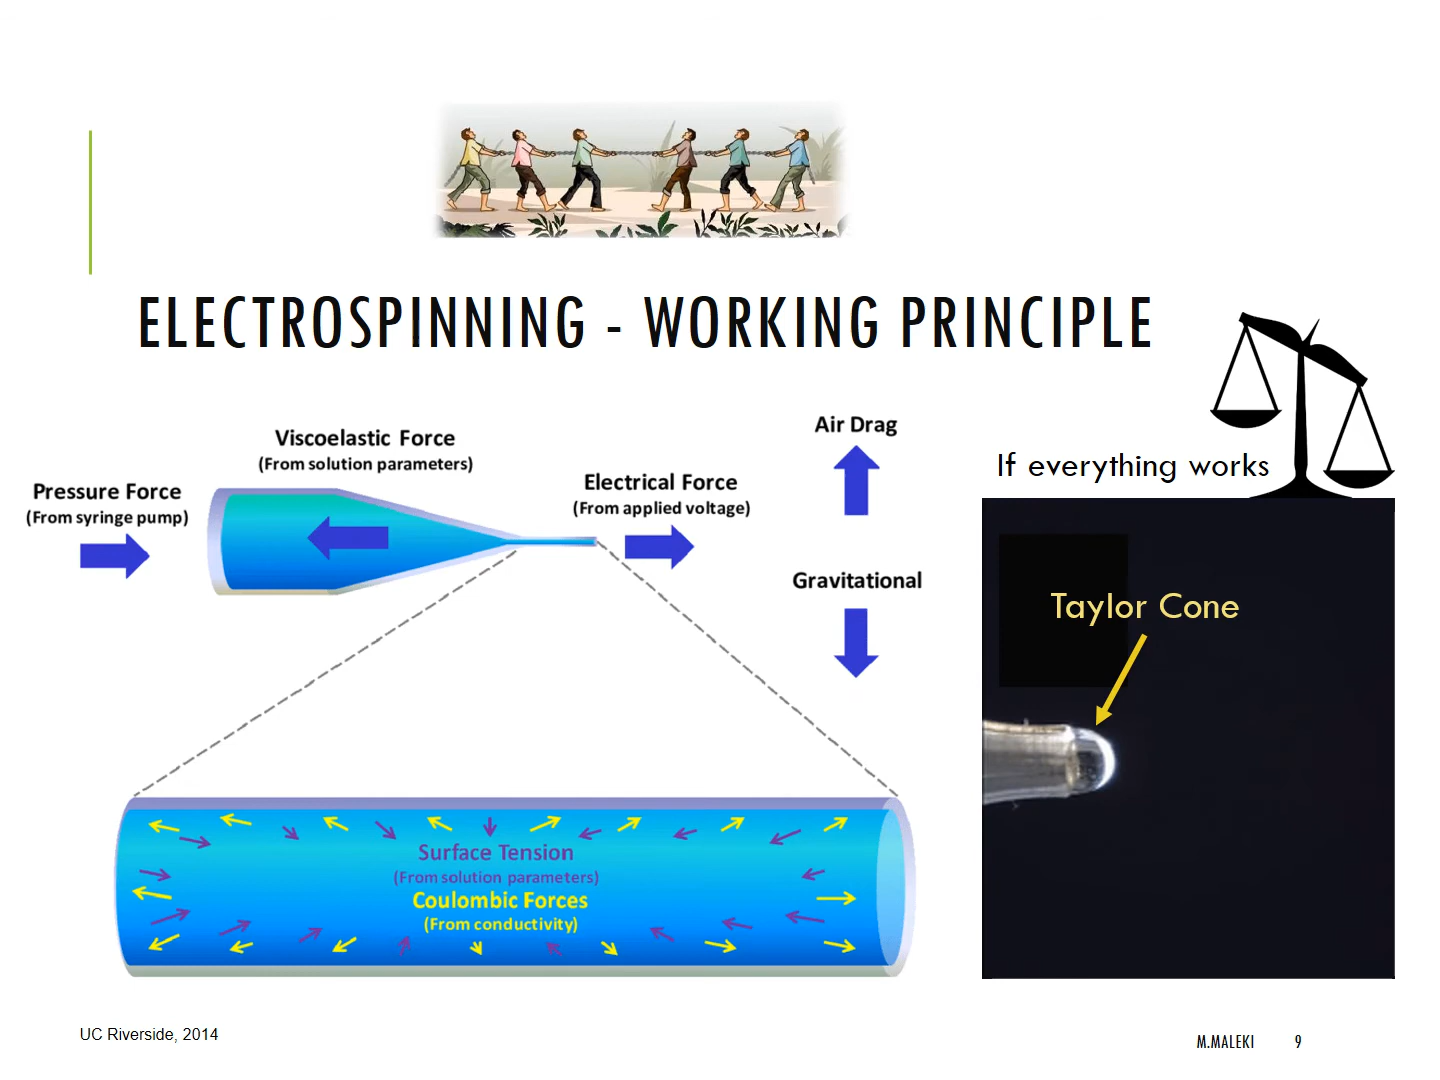 ELECTROSPINNING - WORKING PRINCIPLE
Viscoelastic Force
(From solution parameters)
Pressure Force
(From syringe pump)
Electrical Force
(From applied voltage)
Air Drag
Gravitational
If everything works
Taylor Cone
Surface Tension
(From solution parameters)
Coulombic Forces
(From conductivity)
UC Riverside, 2014
M.MALEKI 9